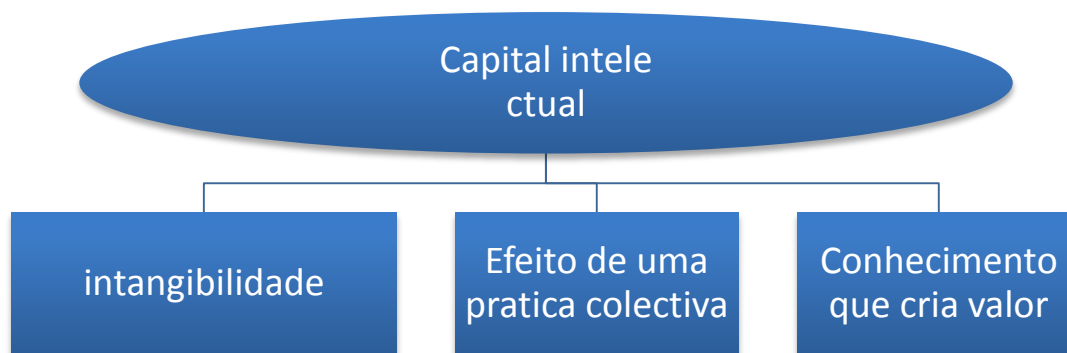 Capital intele
ctual
intangibilidade
Efeito de uma
pratica colectiva
Conhecimento
que cria valor